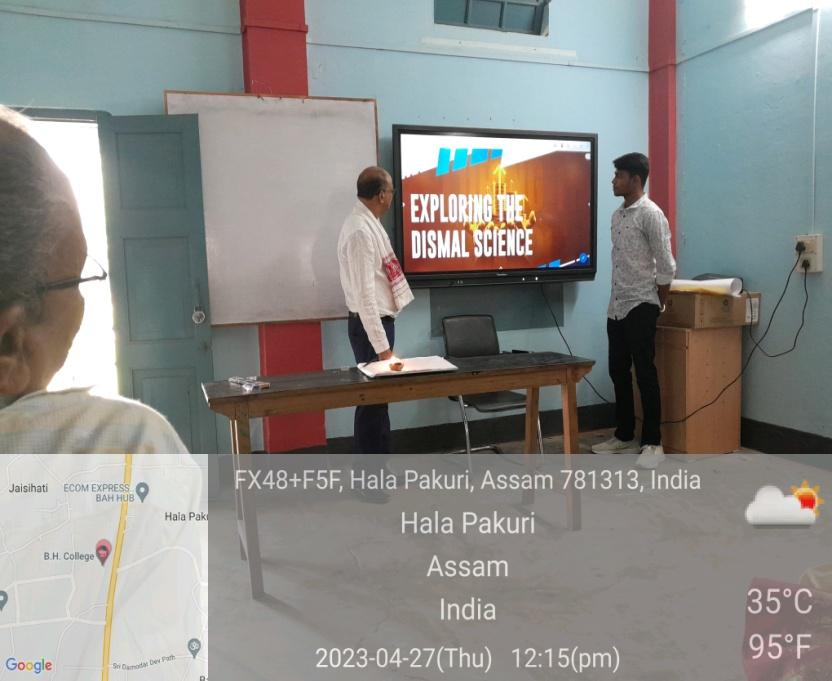 EXPLORING THE
DISMAL SCIENCE
Jaisihati
ECOM EXPRESS
BAH HUB
Hala Paku
B.H. College
Sri Damodar Dev Path
Google
FX48+F5F, Hala Pakuri, Assam 781313, India
Hala Pakuri
Assam
India
2023-04-27(Thu) 12:15(pm)
35°C
95°F